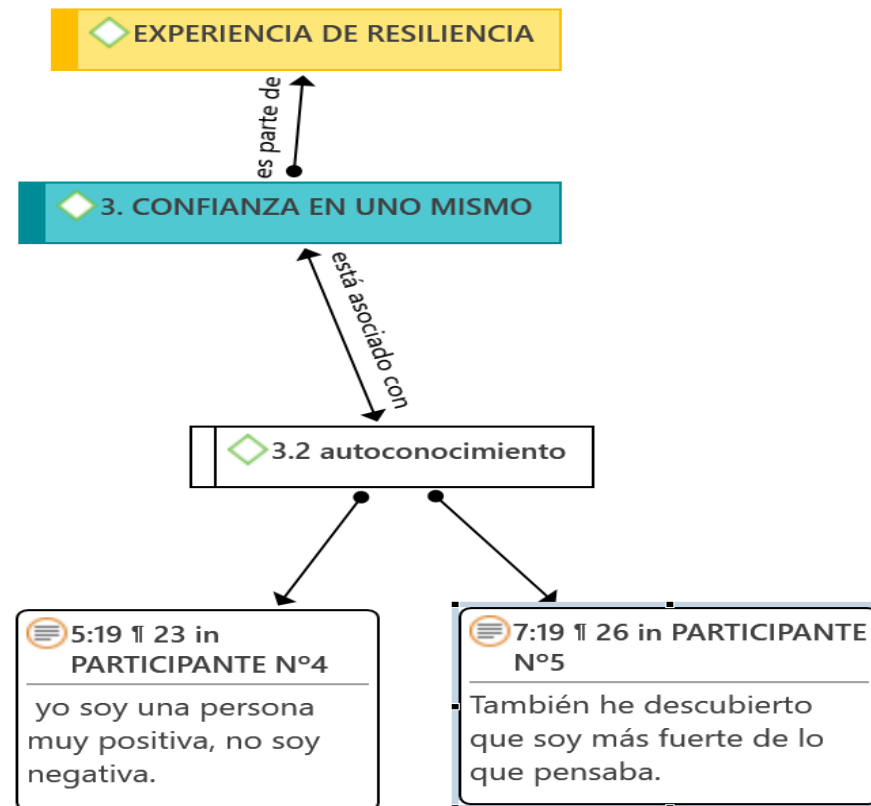 EXPERIENCIA DE RESILIENCIA
es parte de
3. CONFIANZA EN UNO MISMO
está asociado con
3.2 autoconocimiento
5:19 ¶ 23 in
PARTICIPANTE Nº4
yo soy una persona
muy positiva, no soy
negativa.
7:19 ¶ 26 in PARTICIPANTE
Nº5
También he descubierto
que soy más fuerte de lo
que pensaba.